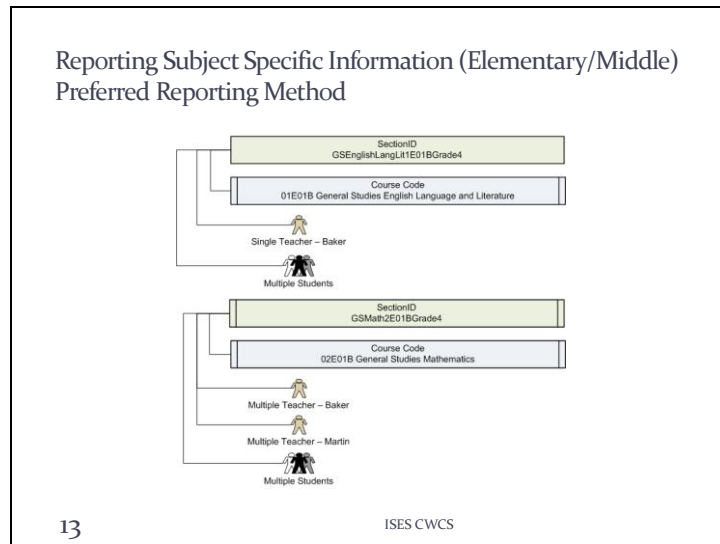 Reporting Subject Specific Information (Elementary/Middle)
Preferred Reporting Method
SectionID
GSEnglishLangLit1E01BGrade4
Course Code
01E01B General Studies English Language and Literature
Single Teacher – Baker
Multiple Students
SectionID
GSMath2E01BGrade4
Course Code
02E01B General Studies Mathematics
Multiple Teacher – Baker
Multiple Teacher – Martin
Multiple Students
13
ISES CWCS